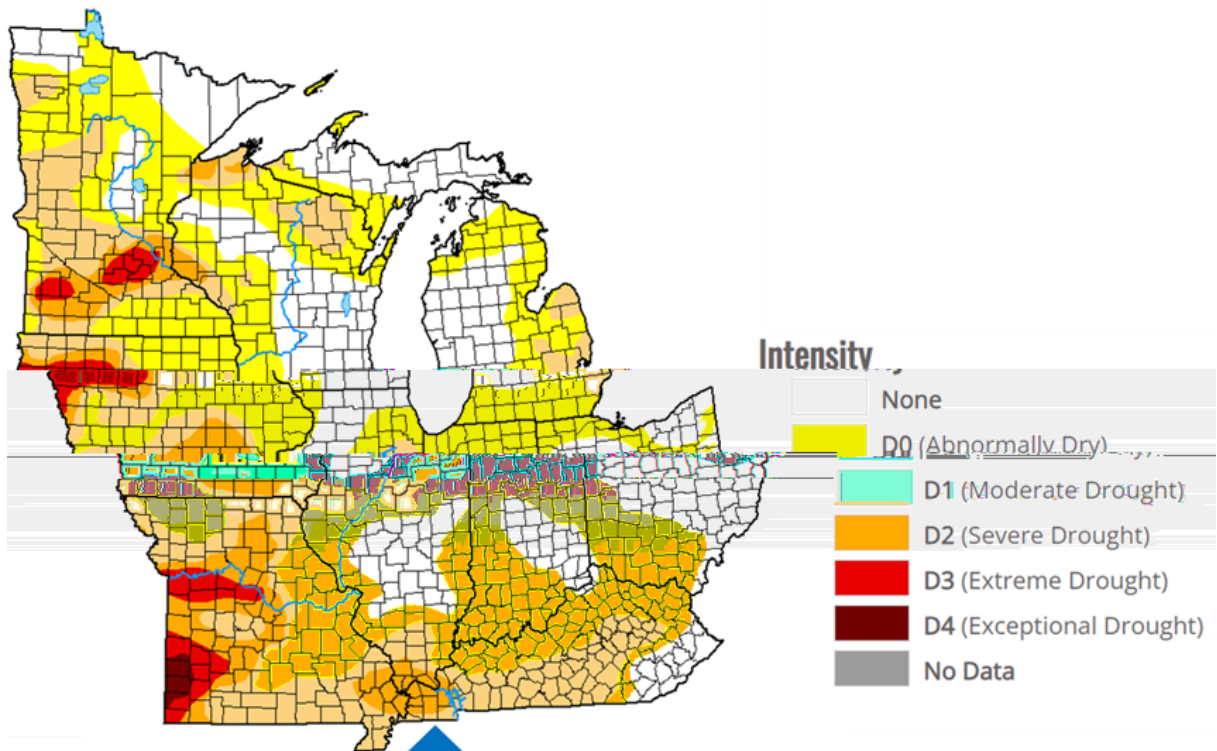 Intensity
None
D0 (Abnormally Dry)
D1 (Moderate Drought)
D2 (Severe Drought)
D3 (Extreme Drought)
D4 (Exceptional Drought)
No Data